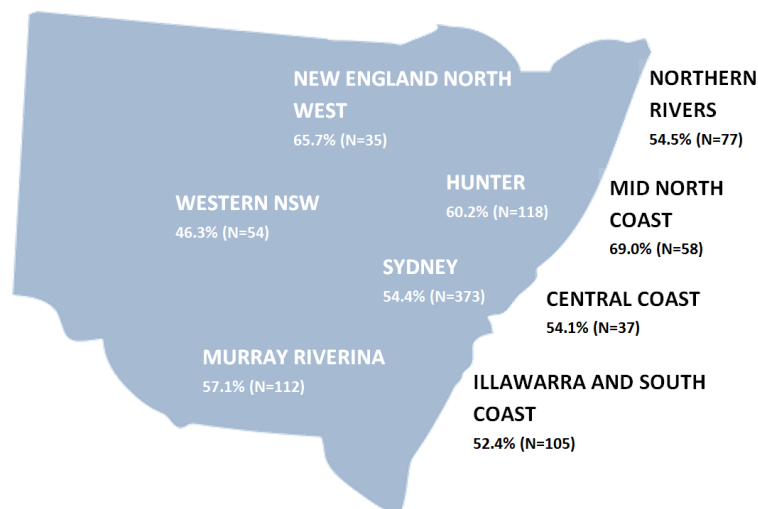 NEW ENGLAND NORTH
WEST
65.7% (N=35)
NORTHERN
RIVERS
54.5% (N=77)
HUNTER
60.2% (N=118)
MID NORTH
COAST
69.0% (N=58)
WESTERN NSW
46.3% (N=54)
SYDNEY
54.4% (N=373)
CENTRAL COAST
54.1% (N=37)
MURRAY RIVERINA
57.1% (N=112)
ILLAWARRA AND SOUTH
COAST
52.4% (N=105)